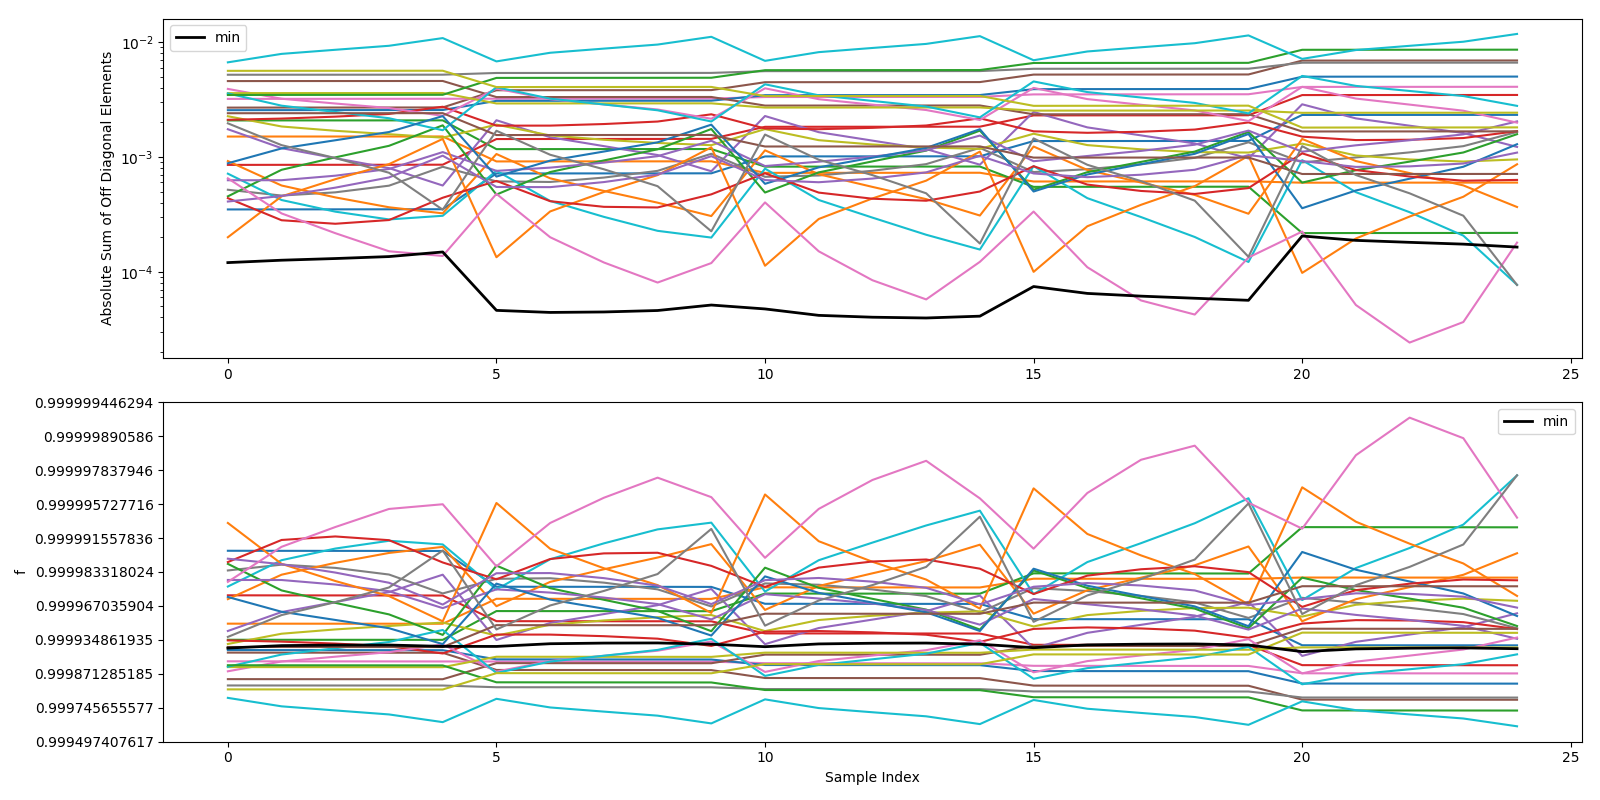 min
10⁻²
10⁻³
10⁻⁴
Absolute Sum of Off Diagonal Elements
0 5 10 15 20 25
min
0.999999446294
0.99999890586
0.999997837946
0.999995727716
0.999991557836
0.999983318024
0.999967035904
0.999934861935
0.999871285185
0.999745655577
0.999497407617
f
0 5 10 15 20 25
Sample Index